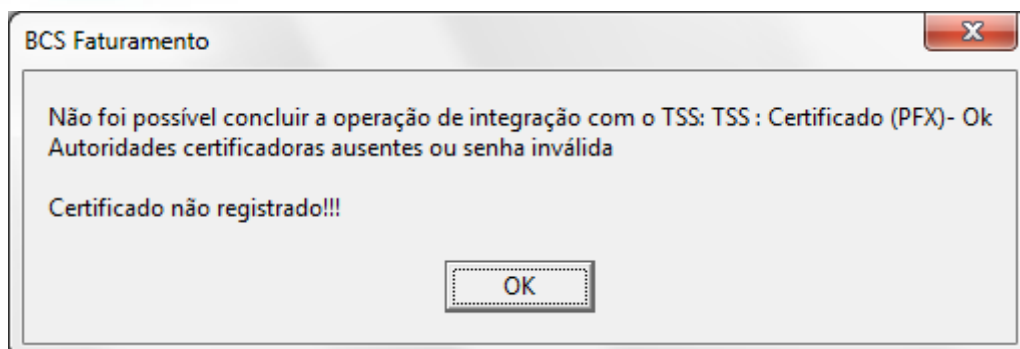 BCS Faturamento
Não foi possível concluir a operação de integração com o TSS: TSS : Certificado (PFX)- Ok
Autoridades certificadoras ausentes ou senha inválida
Certificado não registrado!!!
OK